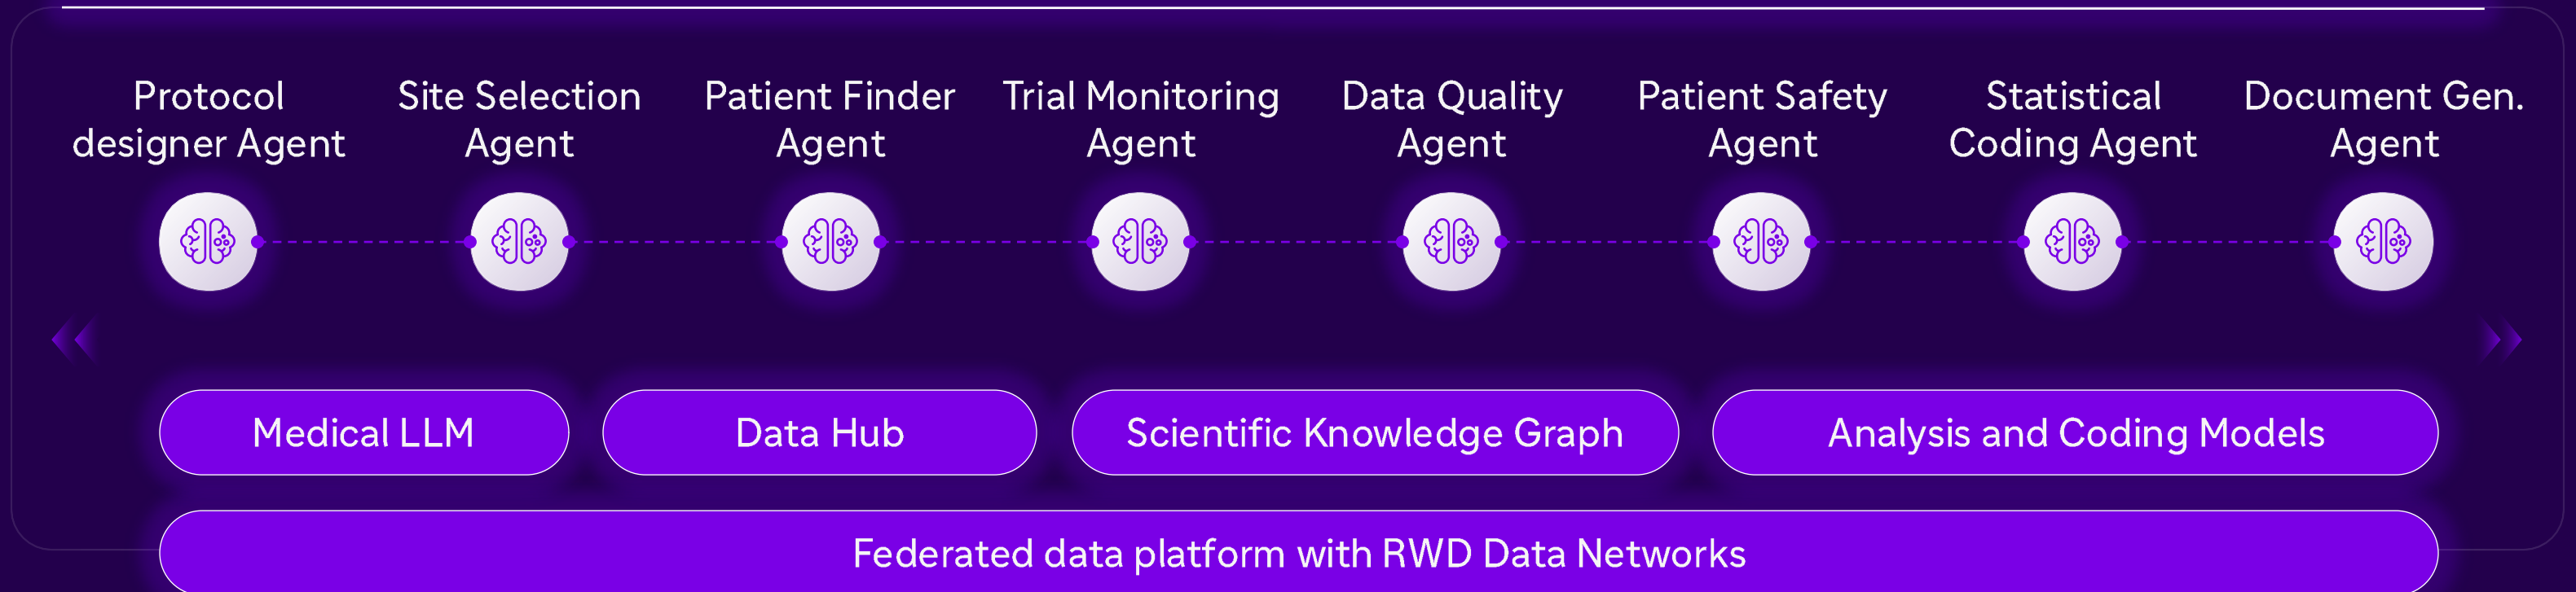 Protocol
designer Agent
Site Selection
Agent
Patient Finder
Agent
Trial Monitoring
Agent
Data Quality
Agent
Patient Safety
Agent
Statistical
Coding Agent
Document Gen.
Agent
Medical LLM
Data Hub
Scientific Knowledge Graph
Analysis and Coding Models
Federated data platform with RWD Data Networks